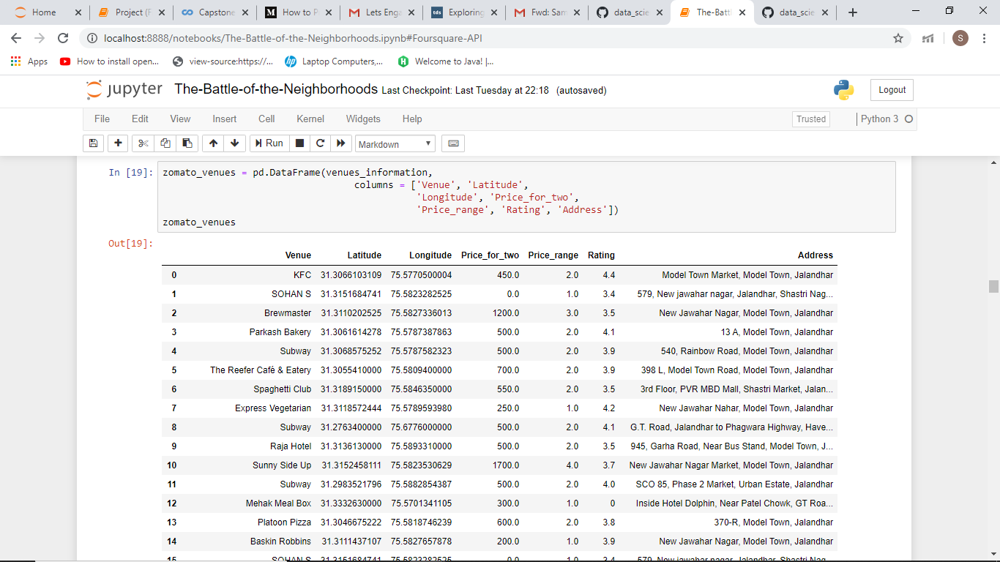 Home
Project (F
Capstone
How to P
Lets Enga
Exploring
Fwd: Sam
data_scie
The-Battl
data_scie
localhost:8888/notebooks/The-Battle-of-the-Neighborhoods.ipynb#Foursquare-API
S
Apps How to install open... view-source:https://... Laptop Computers,... Welcome to Java! |...
jupyter The-Battle-of-the-Neighborhoods Last Checkpoint: Last Tuesday at 22:18 (autosaved) Logout
File Edit View Insert Cell Kernel Widgets Help Trusted Python 3
Run Markdown
In [19]: zomato_venues = pd.DataFrame(venues_information,
columns = ['Venue', 'Latitude',
'Longitude', 'Price_for_two',
'Price_range', 'Rating', 'Address'])
zomato_venues
Out[19]:
Venue Latitude Longitude Price_for_two Price_range Rating Address
0 KFC 31.3066103109 75.5770500004 450.0 2.0 4.4 Model Town Market, Model Town, Jalandhar
1 SOHAN S 31.3151684741 75.5823282525 0.0 1.0 3.4 579, New jawahar nagar, Jalandhar, Shastri Nag...
2 Brewmaster 31.3110202525 75.5827336013 1200.0 3.0 3.5 New Jawahar Nagar, Model Town, Jalandhar
3 Parkash Bakery 31.3061614278 75.5787387863 500.0 2.0 4.1 13 A, Model Town, Jalandhar
4 Subway 31.3068575252 75.5787582323 500.0 2.0 3.9 540, Rainbow Road, Model Town, Jalandhar
5 The Reefer Café & Eatery 31.3055410000 75.5809400000 700.0 2.0 3.9 398 L, Model Town Road, Model Town, Jalandhar
6 Spaghetti Club 31.3189150000 75.5846350000 550.0 2.0 3.5 3rd Floor, PVR MBD Mall, Shastri Market, Jalan...
7 Express Vegetarian 31.3118572444 75.5789593980 250.0 1.0 4.2 New Jawahar Nahar, Model Town, Jalandhar
8 Subway 31.2763400000 75.6776000000 500.0 2.0 4.1 G.T. Road, Jalandhar to Phagwara Highway, Have...
9 Raja Hotel 31.3136130000 75.5893310000 500.0 2.0 3.5 945, Garha Road, Near Bus Stand, Model Town, J...
10 Sunny Side Up 31.3152458111 75.5823530629 1700.0 4.0 3.7 New Jawahar Nagar Market, Model Town, Jalandhar
11 Subway 31.2983521796 75.5882854387 500.0 2.0 4.0 SCO 85, Phase 2 Market, Urban Estate, Jalandhar
12 Mehak Meal Box 31.3332630000 75.5701341105 300.0 1.0 0 Inside Hotel Dolphin, Near Patel Chowk, GT Roa...
13 Platoon Pizza 31.3046675222 75.5818746239 600.0 2.0 3.8 370-R, Model Town, Jalandhar
14 Baskin Robbins 31.3111437107 75.5827657878 200.0 1.0 3.9 New Jawahar Nagar, Model Town, Jalandhar
15 SOHAN S 31.3151684741 75.5823282525 0.0 1.0 3.4 579, New jawahar nagar, Jalandhar, Shastri Nag...